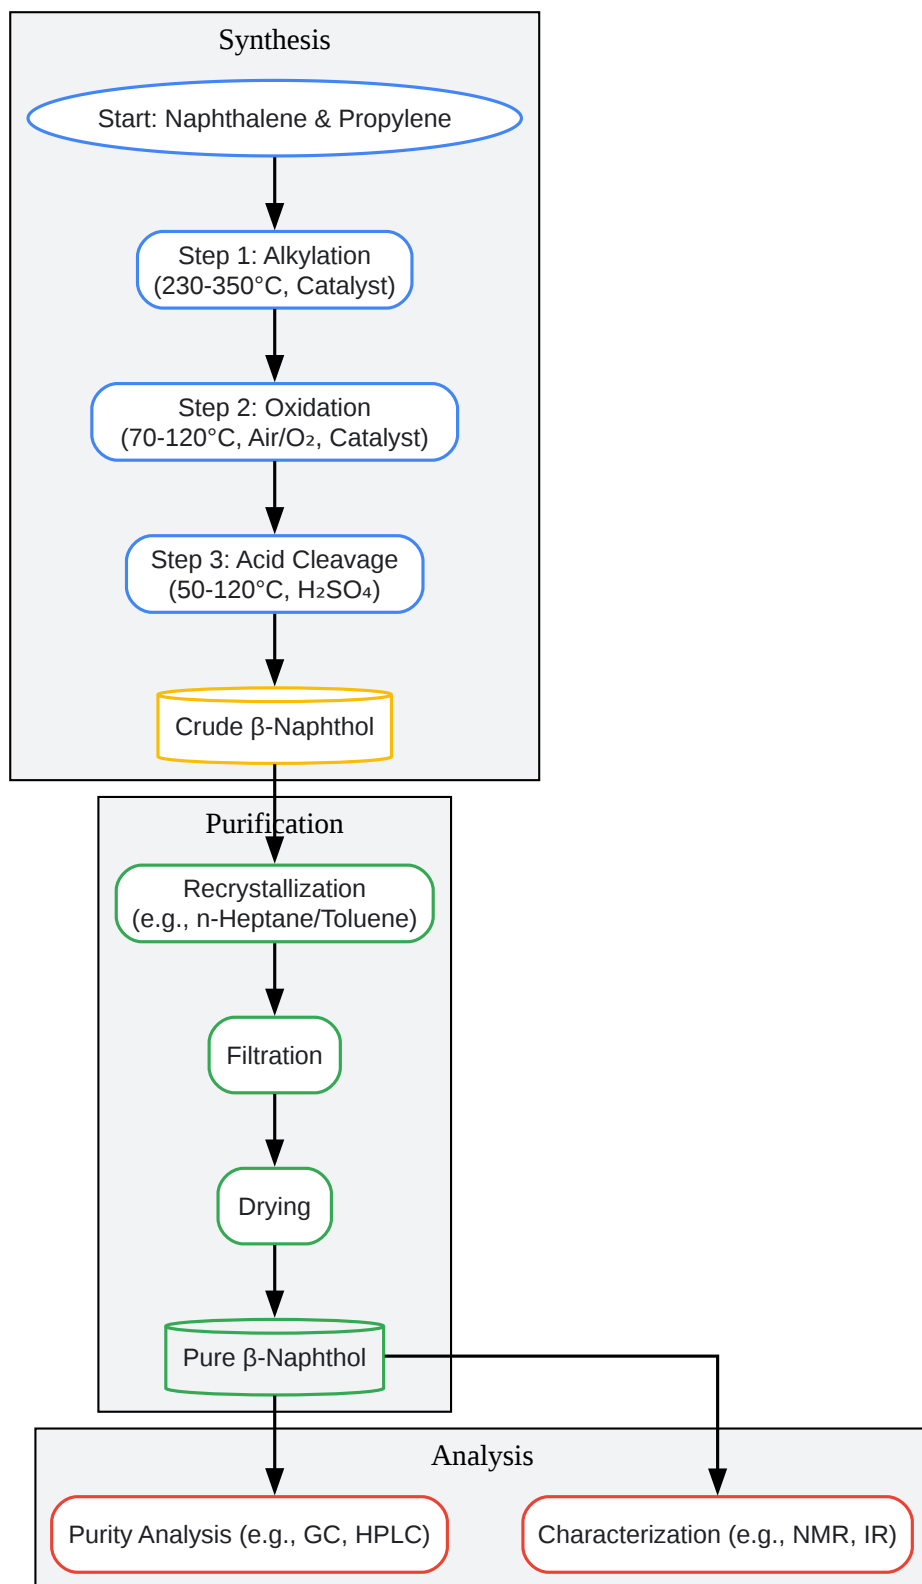 Synthesis
Start: Naphthalene & Propylene
Step 1: Alkylation
(230-350°C, Catalyst)
Step 2: Oxidation
(70-120°C, Air/O₂, Catalyst)
Step 3: Acid Cleavage
(50-120°C, H₂SO₄)
Crude β-Naphthol
Purification
Recrystallization
(e.g., n-Heptane/Toluene)
Filtration
Drying
Pure β-Naphthol
Analysis
Purity Analysis (e.g., GC, HPLC)
Characterization (e.g., NMR, IR)